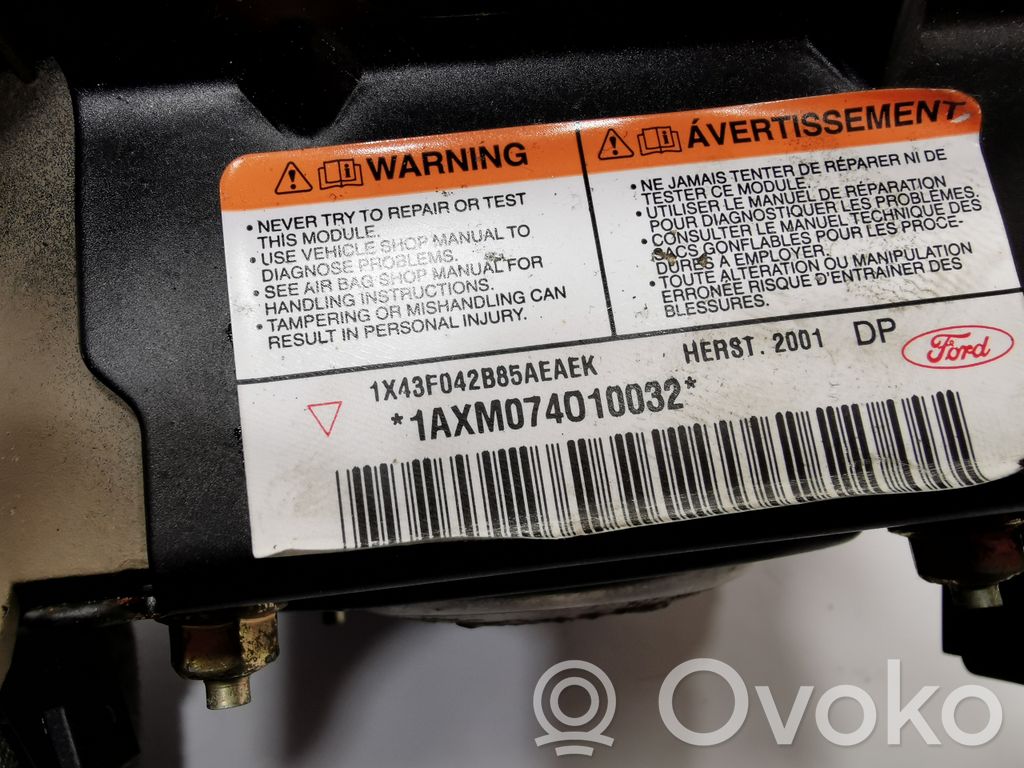 WARNING
• NEVER TRY TO REPAIR OR TEST
THIS MODULE.
• USE VEHICLE SHOP MANUAL TO
DIAGNOSE PROBLEMS.
• SEE AIR BAG SHOP MANUAL FOR
HANDLING INSTRUCTIONS.
• TAMPERING OR MISHANDLING CAN
RESULT IN PERSONAL INJURY.
ÁVERTISSEMENT
• NE JAMAIS TENTER DE RÉPARER NI DE
TESTER CE MODULE.
• UTILISER LE MANUEL DE RÉPARATION
POUR DIAGNOSTIQUER LES PROBLÈMES.
• CONSULTER LE MANUEL TECHNIQUE DES
SACS GONFLABLES POUR LES PROCÉ-
DURES À EMPLOYER.
• TOUTE ALTÉRATION OU MANIPULATION
ERRONÉE RISQUE D'ENTRAÎNER DES
BLESSURES.
1X43F042B85AEAEK
HERST. 2001
DP
Ford
*1AXM074O10032*
Ovoko